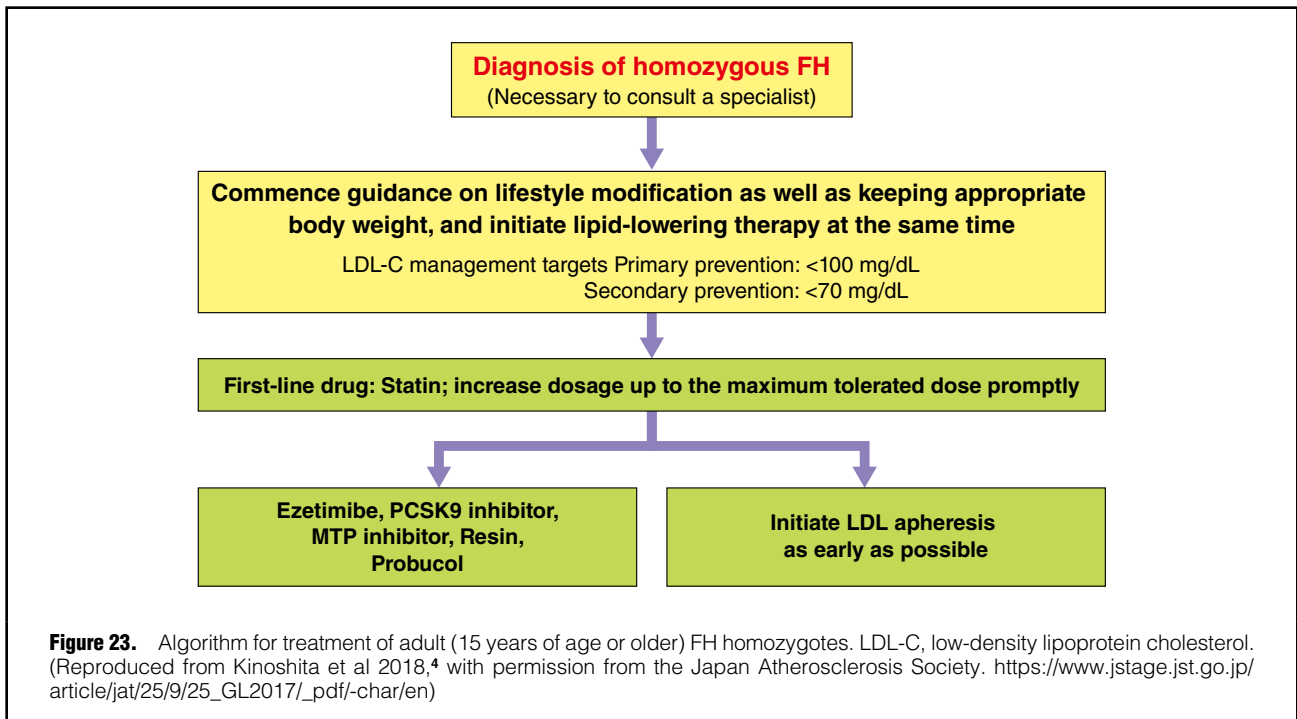 Diagnosis of homozygous FH
(Necessary to consult a specialist)
Commence guidance on lifestyle modification as well as keeping appropriate
body weight, and initiate lipid-lowering therapy at the same time
LDL-C management targets Primary prevention: <100 mg/dL
Secondary prevention: <70 mg/dL
First-line drug: Statin; increase dosage up to the maximum tolerated dose promptly
Ezetimibe, PCSK9 inhibitor,
MTP inhibitor, Resin,
Probucol
Initiate LDL apheresis
as early as possible
Figure 23. Algorithm for treatment of adult (15 years of age or older) FH homozygotes. LDL-C, low-density lipoprotein cholesterol.
(Reproduced from Kinoshita et al 2018,4 with permission from the Japan Atherosclerosis Society. https://www.jstage.jst.go.jp/
article/jat/25/9/25_GL2017/_pdf/-char/en)